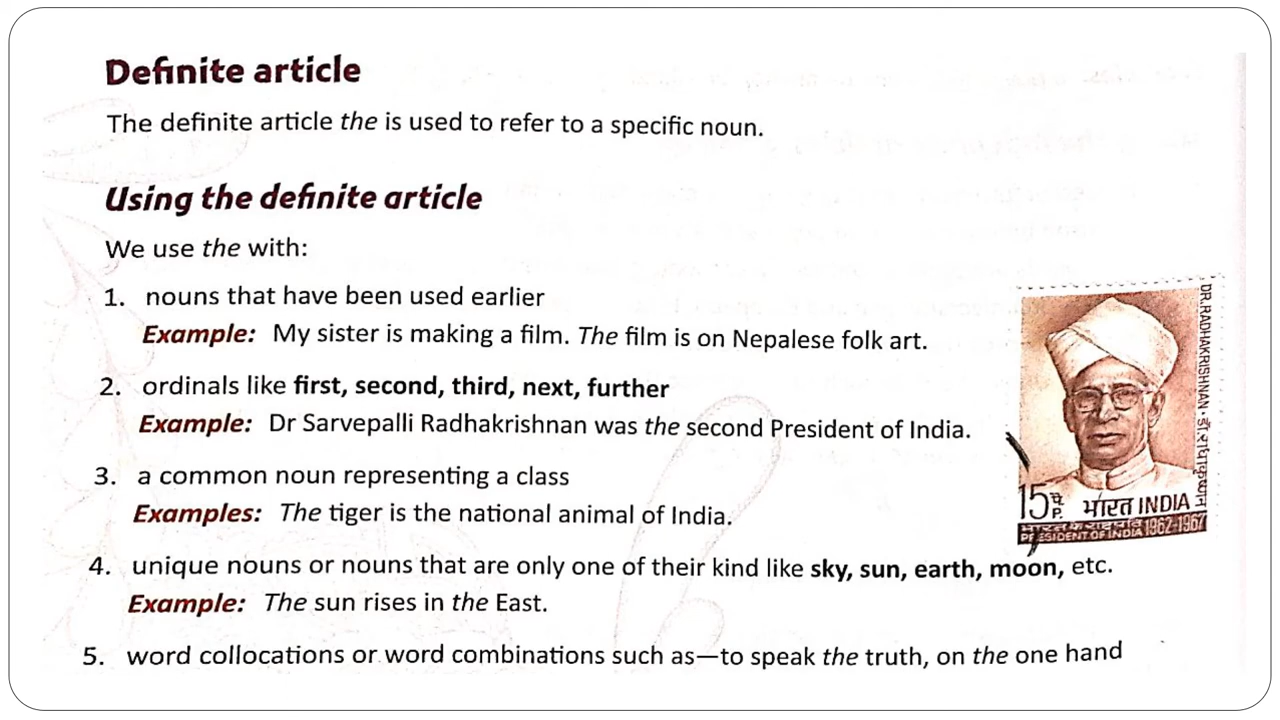 Definite article
The definite article the is used to refer to a specific noun.
Using the definite article
We use the with:
1. nouns that have been used earlier
Example: My sister is making a film. The film is on Nepalese folk art.
2. ordinals like first, second, third, next, further
Example: Dr Sarvepalli Radhakrishnan was the second President of India.
3. a common noun representing a class
Examples: The tiger is the national animal of India.
4. unique nouns or nouns that are only one of their kind like sky, sun, earth, moon, etc.
Example: The sun rises in the East.
5. word collocations or word combinations such as—to speak the truth, on the one hand
DR. RADHAKRISHNAN
15 पै. P. भारत INDIA
PRESIDENT OF INDIA 1962-1967